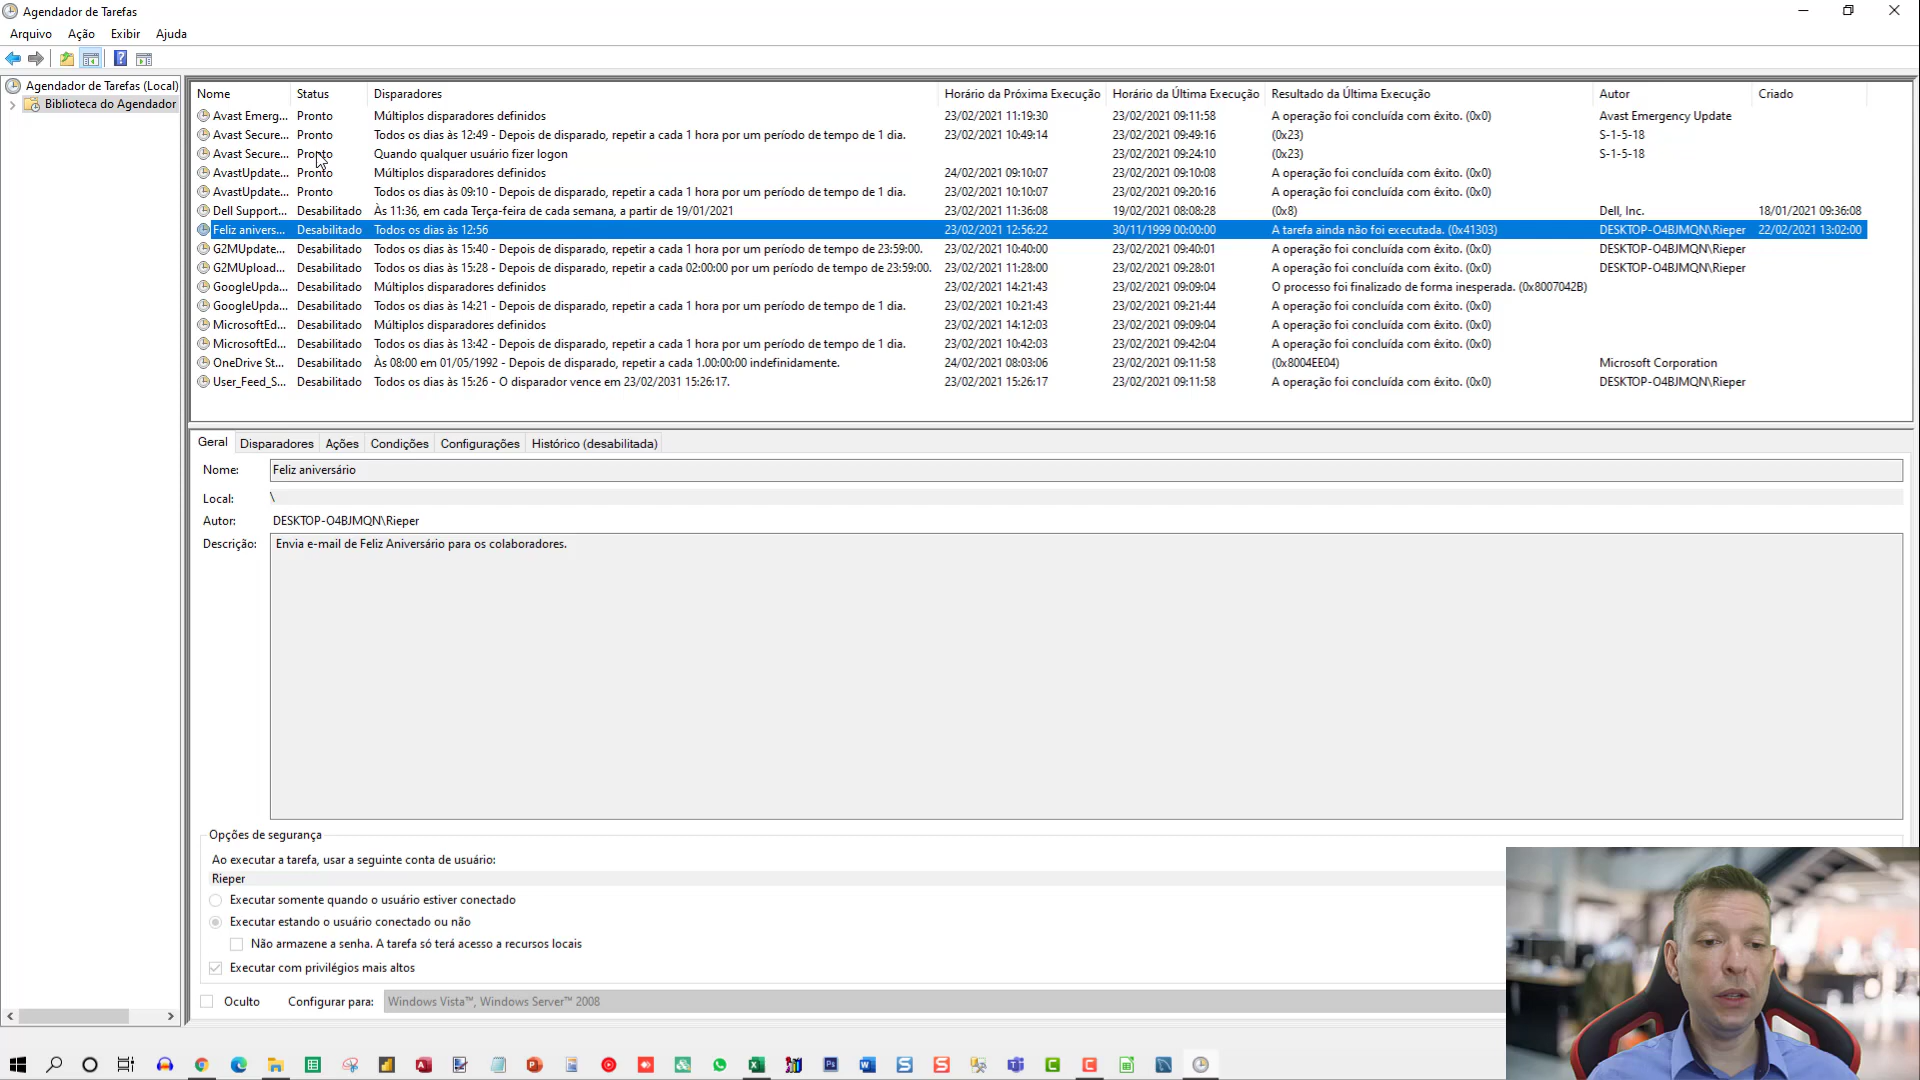 Agendador de Tarefas
Arquivo Ação Exibir Ajuda
Agendador de Tarefas (Local)
Biblioteca do Agendador
Nome Status Disparadores Horário da Próxima Execução Horário da Última Execução Resultado da Última Execução Autor Criado
Avast Emerg... Pronto Múltiplos disparadores definidos 23/02/2021 11:19:30 23/02/2021 09:11:58 A operação foi concluída com êxito. (0x0) Avast Emergency Update
Avast Secure... Pronto Todos os dias às 12:49 - Depois de disparado, repetir a cada 1 hora por um período de tempo de 1 dia. 23/02/2021 10:49:14 23/02/2021 09:49:16 (0x23) S-1-5-18
Avast Secure... Pronto Quando qualquer usuário fizer logon 23/02/2021 09:24:10 (0x23) S-1-5-18
AvastUpdate... Pronto Múltiplos disparadores definidos 24/02/2021 09:10:07 23/02/2021 09:10:08 A operação foi concluída com êxito. (0x0)
AvastUpdate... Pronto Todos os dias às 09:10 - Depois de disparado, repetir a cada 1 hora por um período de tempo de 1 dia. 23/02/2021 10:10:07 23/02/2021 09:20:16 A operação foi concluída com êxito. (0x0)
Dell Support... Desabilitado Às 11:36, em cada Terça-feira de cada semana, a partir de 19/01/2021 23/02/2021 11:36:08 19/02/2021 08:08:28 (0x8) Dell, Inc. 18/01/2021 09:36:08
Feliz anivers... Desabilitado Todos os dias às 12:56 23/02/2021 12:56:22 30/11/1999 00:00:00 A tarefa ainda não foi executada. (0x41303) DESKTOP-O4BJMQN\Rieper 22/02/2021 13:02:00
G2MUpdate... Desabilitado Todos os dias às 15:40 - Depois de disparado, repetir a cada 1 hora por um período de tempo de 23:59:00. 23/02/2021 10:40:00 23/02/2021 09:40:01 A operação foi concluída com êxito. (0x0) DESKTOP-O4BJMQN\Rieper
G2MUpload... Desabilitado Todos os dias às 15:28 - Depois de disparado, repetir a cada 02:00:00 por um período de tempo de 23:59:00. 23/02/2021 11:28:00 23/02/2021 09:28:01 A operação foi concluída com êxito. (0x0) DESKTOP-O4BJMQN\Rieper
GoogleUpda... Desabilitado Múltiplos disparadores definidos 23/02/2021 14:21:43 23/02/2021 09:09:04 O processo foi finalizado de forma inesperada. (0x8007042B)
GoogleUpda... Desabilitado Todos os dias às 14:21 - Depois de disparado, repetir a cada 1 hora por um período de tempo de 1 dia. 23/02/2021 10:21:43 23/02/2021 09:21:44 A operação foi concluída com êxito. (0x0)
MicrosoftEd... Desabilitado Múltiplos disparadores definidos 23/02/2021 14:12:03 23/02/2021 09:09:04 A operação foi concluída com êxito. (0x0)
MicrosoftEd... Desabilitado Todos os dias às 13:42 - Depois de disparado, repetir a cada 1 hora por um período de tempo de 1 dia. 23/02/2021 10:42:03 23/02/2021 09:42:04 A operação foi concluída com êxito. (0x0)
OneDrive St... Desabilitado Às 08:00 em 01/05/1992 - Depois de disparado, repetir a cada 1.00:00:00 indefinidamente. 24/02/2021 08:03:06 23/02/2021 09:11:58 (0x8004EE04) Microsoft Corporation
User_Feed_S... Desabilitado Todos os dias às 15:26 - O disparador vence em 23/02/2031 15:26:17. 23/02/2021 15:26:17 23/02/2021 09:11:58 A operação foi concluída com êxito. (0x0) DESKTOP-O4BJMQN\Rieper
Geral Disparadores Ações Condições Configurações Histórico (desabilitada)
Nome: Feliz aniversário
Local: \
Autor: DESKTOP-O4BJMQN\Rieper
Descrição: Envia e-mail de Feliz Aniversário para os colaboradores.
Opções de segurança
Ao executar a tarefa, usar a seguinte conta de usuário:
Rieper
Executar somente quando o usuário estiver conectado
Executar estando o usuário conectado ou não
Não armazene a senha. A tarefa só terá acesso a recursos locais
Executar com privilégios mais altos
Oculto Configurar para: Windows Vista™, Windows Server™ 2008